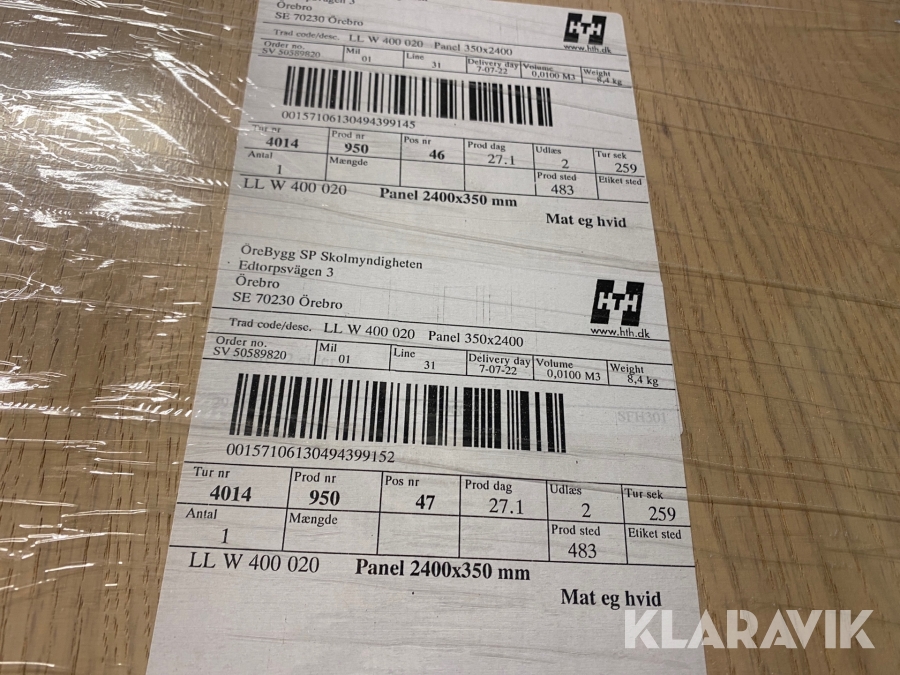 Örebro
SE 70230 Örebro
HTH
www.hth.dk
Trad code/desc. LL W 400 020 Panel 350x2400
Order no. Mil Line Delivery day Volume Weight
SV 50589820 01 31 7-07-22 0,0100 M3 8,4 kg
00157106130494399145
Tur nr Prod nr Pos nr Prod dag Udlæs Tur sek
4014 950 46 27.1 2 259
Antal Mængde Prod sted Etiket sted
1 483
LL W 400 020 Panel 2400x350 mm
Mat eg hvid
ÖreBygg SP Skolmyndigheten
Edtorpsvägen 3
Örebro
SE 70230 Örebro
HTH
www.hth.dk
Trad code/desc. LL W 400 020 Panel 350x2400
Order no. Mil Line Delivery day Volume Weight
SV 50589820 01 31 7-07-22 0,0100 M3 8,4 kg
SFH301
00157106130494399152
Tur nr Prod nr Pos nr Prod dag Udlæs Tur sek
4014 950 47 27.1 2 259
Antal Mængde Prod sted Etiket sted
1 483
LL W 400 020 Panel 2400x350 mm
Mat eg hvid
KLARAVIK